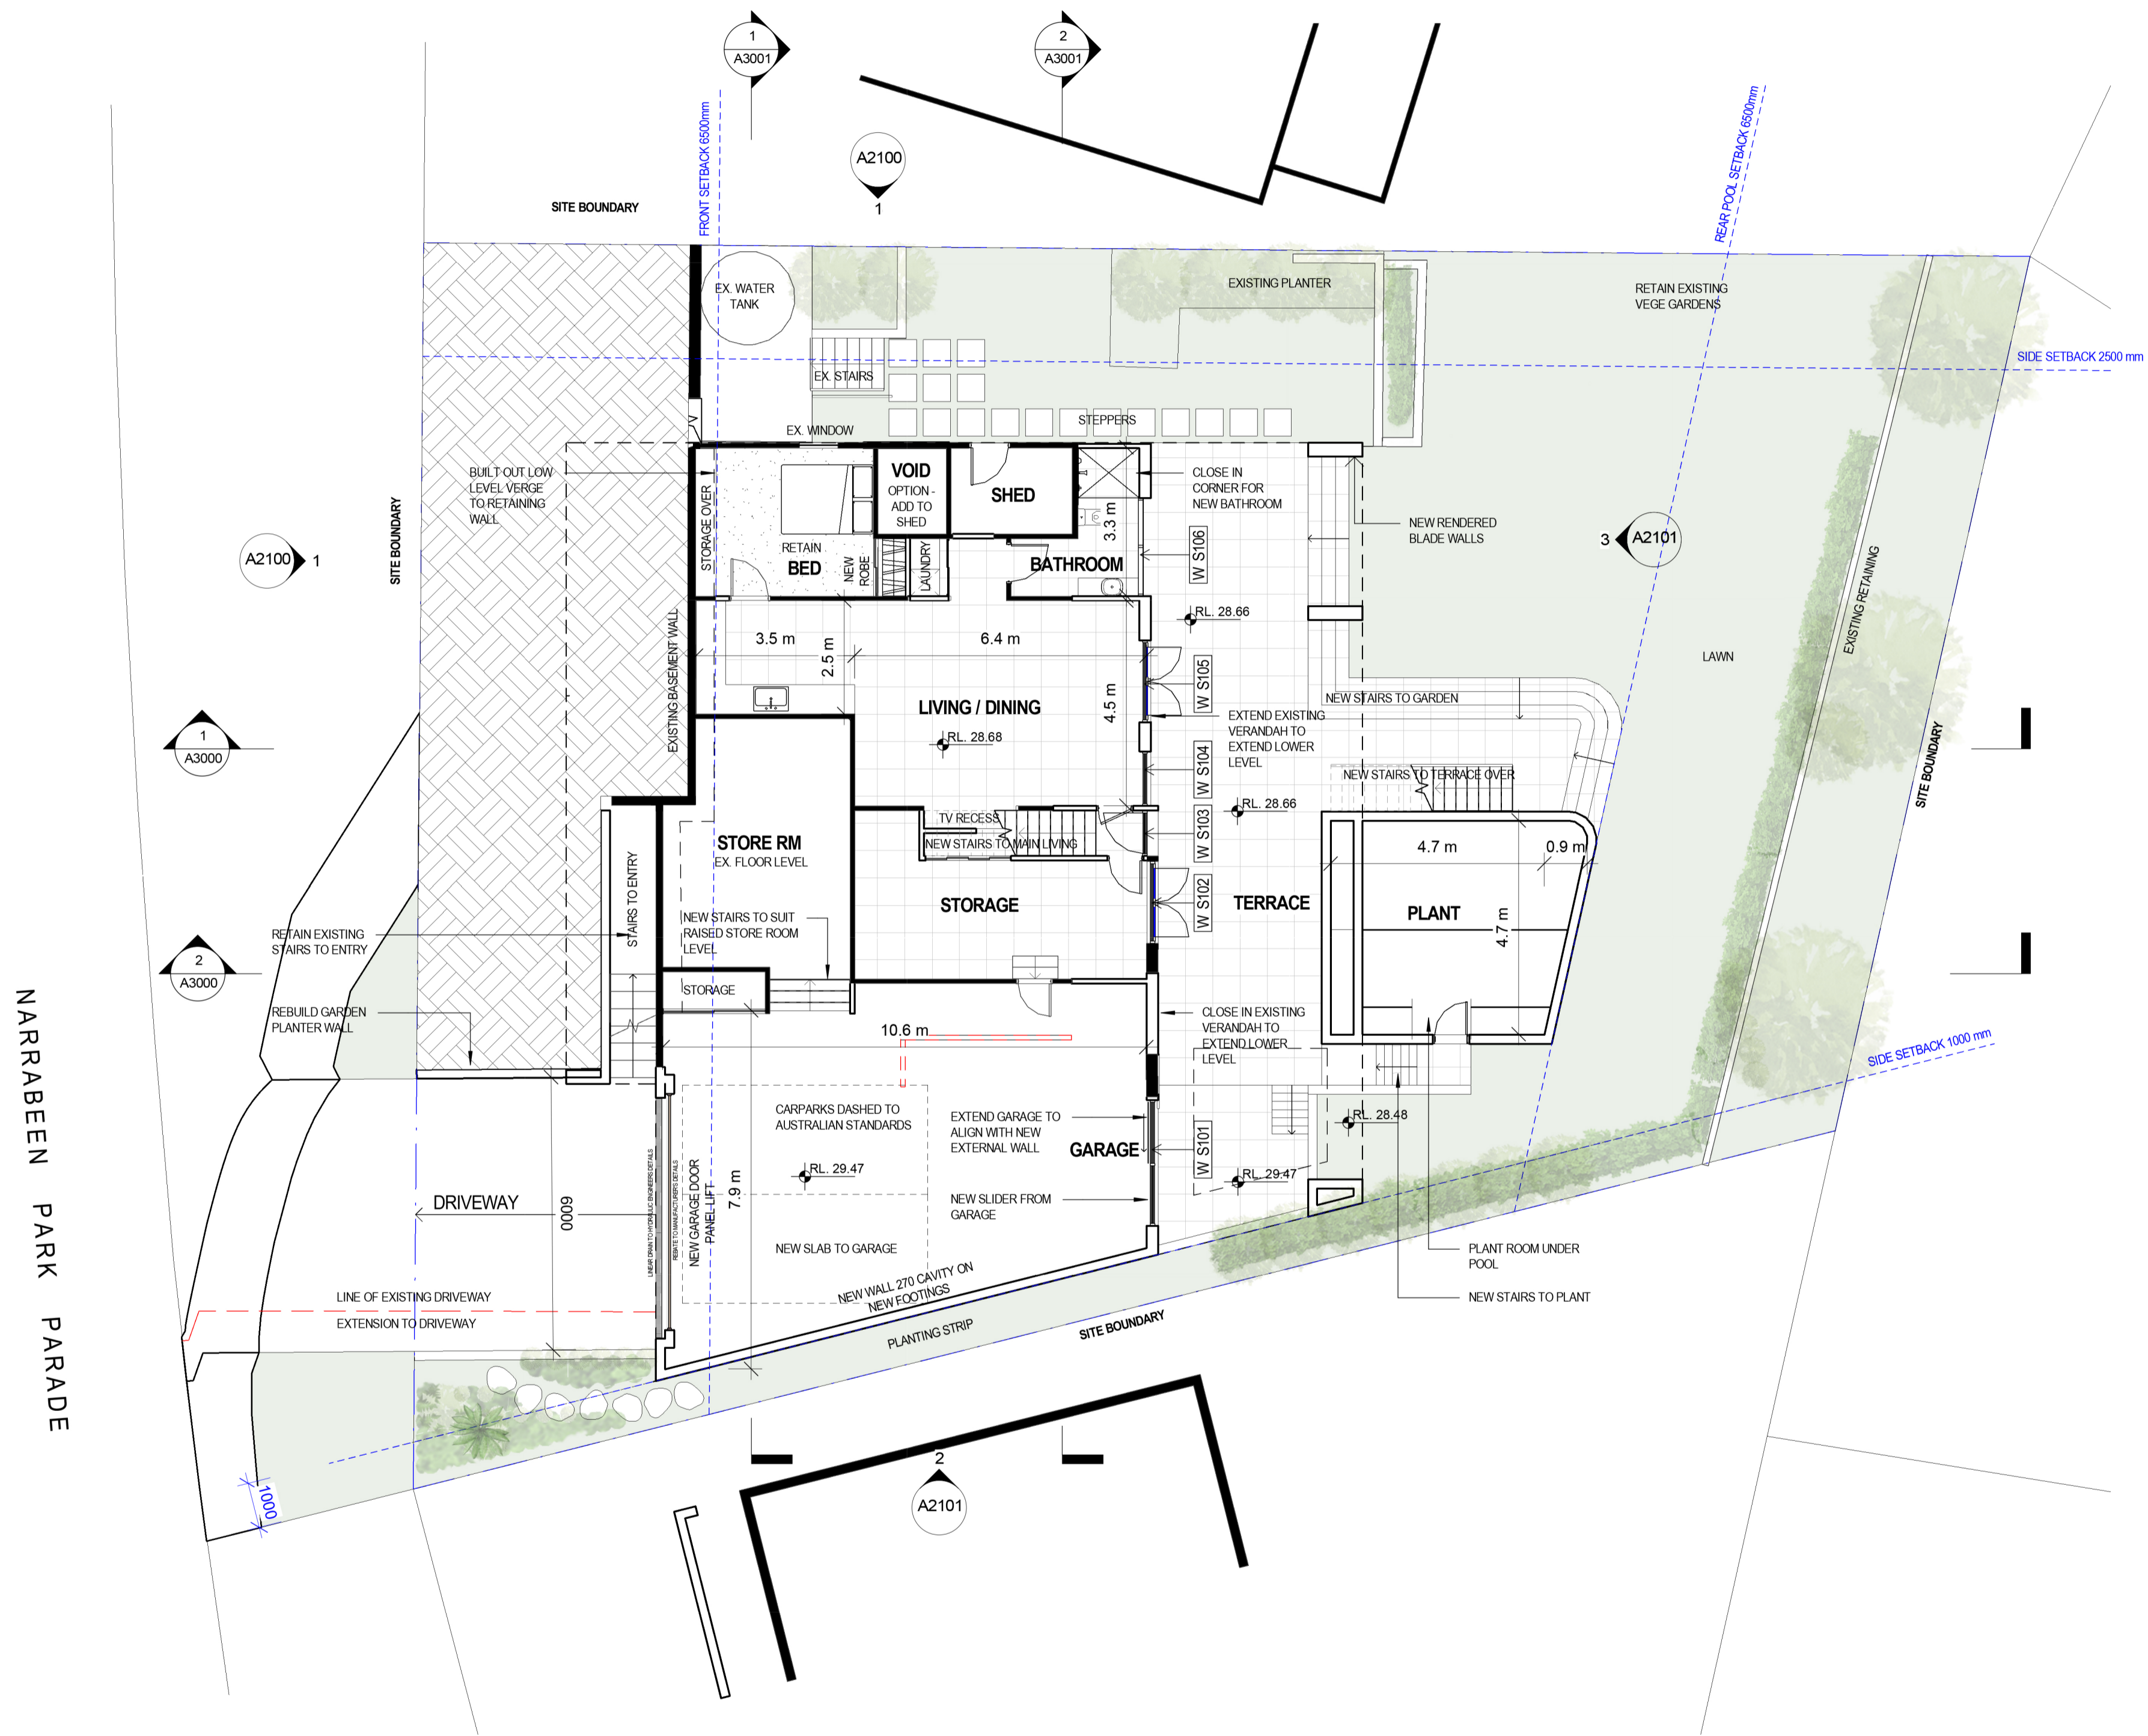 1
A3001
2
A3001
A2100
1
FRONT SETBACK 6500mm
REAR POOL SETBACK 6500mm
SITE BOUNDARY
EX. WATER
TANK
EXISTING PLANTER
RETAIN EXISTING
VEGE GARDENS
SIDE SETBACK 2500 mm
EX. STAIRS
STEPPERS
EX. WINDOW
BUILT OUT LOW
LEVEL VERGE
TO RETAINING
WALL
STORAGE OVER
VOID
OPTION -
ADD TO
SHED
SHED
CLOSE IN
CORNER FOR
NEW BATHROOM
3.3 m
NEW RENDERED
BLADE WALLS
3
A2101
A2100
1
SITE BOUNDARY
RETAIN
BED
NEW
ROBE
LAUNDRY
BATHROOM
W S106
EXISTING RETAINING
RL. 28.66
EXISTING BASEMENT WALL
3.5 m
6.4 m
2.5 m
LAWN
W S105
NEW STAIRS TO GARDEN
LIVING / DINING
4.5 m
EXTEND EXISTING
VERANDAH TO
EXTEND LOWER
LEVEL
RL. 28.68
1
A3000
W S104
NEW STAIRS TO TERRACE OVER
SITE BOUNDARY
RL. 28.66
TV RECESS
NEW STAIRS TO MAIN LIVING
W S103
STORE RM
EX. FLOOR LEVEL
4.7 m
0.9 m
STAIRS TO ENTRY
W S102
TERRACE
PLANT
4.7 m
STORAGE
NEW STAIRS TO SUIT
RAISED STORE ROOM
LEVEL
RETAIN EXISTING
STAIRS TO ENTRY
2
A3000
STORAGE
REBUILD GARDEN
PLANTER WALL
10.6 m
CLOSE IN EXISTING
VERANDAH TO
EXTEND LOWER
LEVEL
SIDE SETBACK 1000 mm
CARPARKS DASHED TO
AUSTRALIAN STANDARDS
EXTEND GARAGE TO
ALIGN WITH NEW
EXTERNAL WALL
GARAGE
W S101
RL. 28.48
RL. 29.47
RL. 29.47
DRIVEWAY
6000
LINEAR DRAIN TO HYDRAULIC ENGINEERS DETAILS
REBATE TO MANUFACTURERS DETAILS
NEW GARAGE DOOR
PANEL LIFT
7.9 m
NEW SLIDER FROM
GARAGE
NEW SLAB TO GARAGE
PLANT ROOM UNDER
POOL
NEW STAIRS TO PLANT
NEW WALL 270 CAVITY ON
NEW FOOTINGS
LINE OF EXISTING DRIVEWAY
EXTENSION TO DRIVEWAY
PLANTING STRIP
SITE BOUNDARY
NARRABEEN PARK PARADE
1000
2
A2101